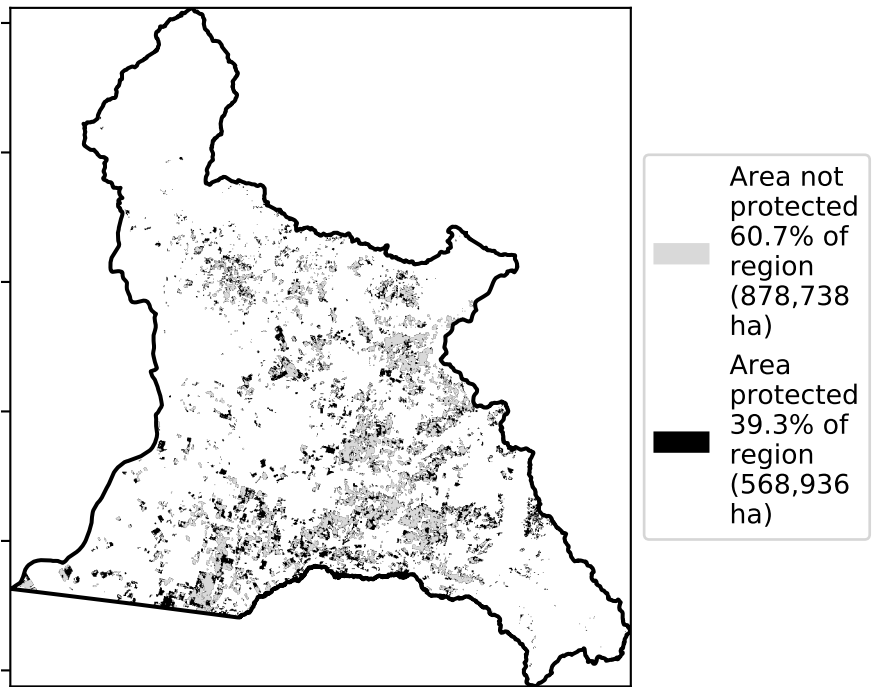 Area not
protected
60.7% of
region
(878,738
ha)
Area
protected
39.3% of
region
(568,936
ha)